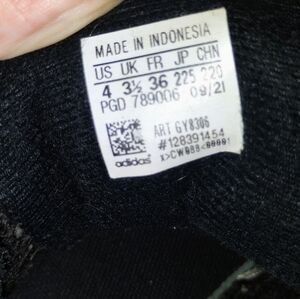 MADE IN INDONESIA
US UK FR JP CHN
4 3½ 36 225 220
PGD 789006 09/21
ART GY8386
#128391454
adidas